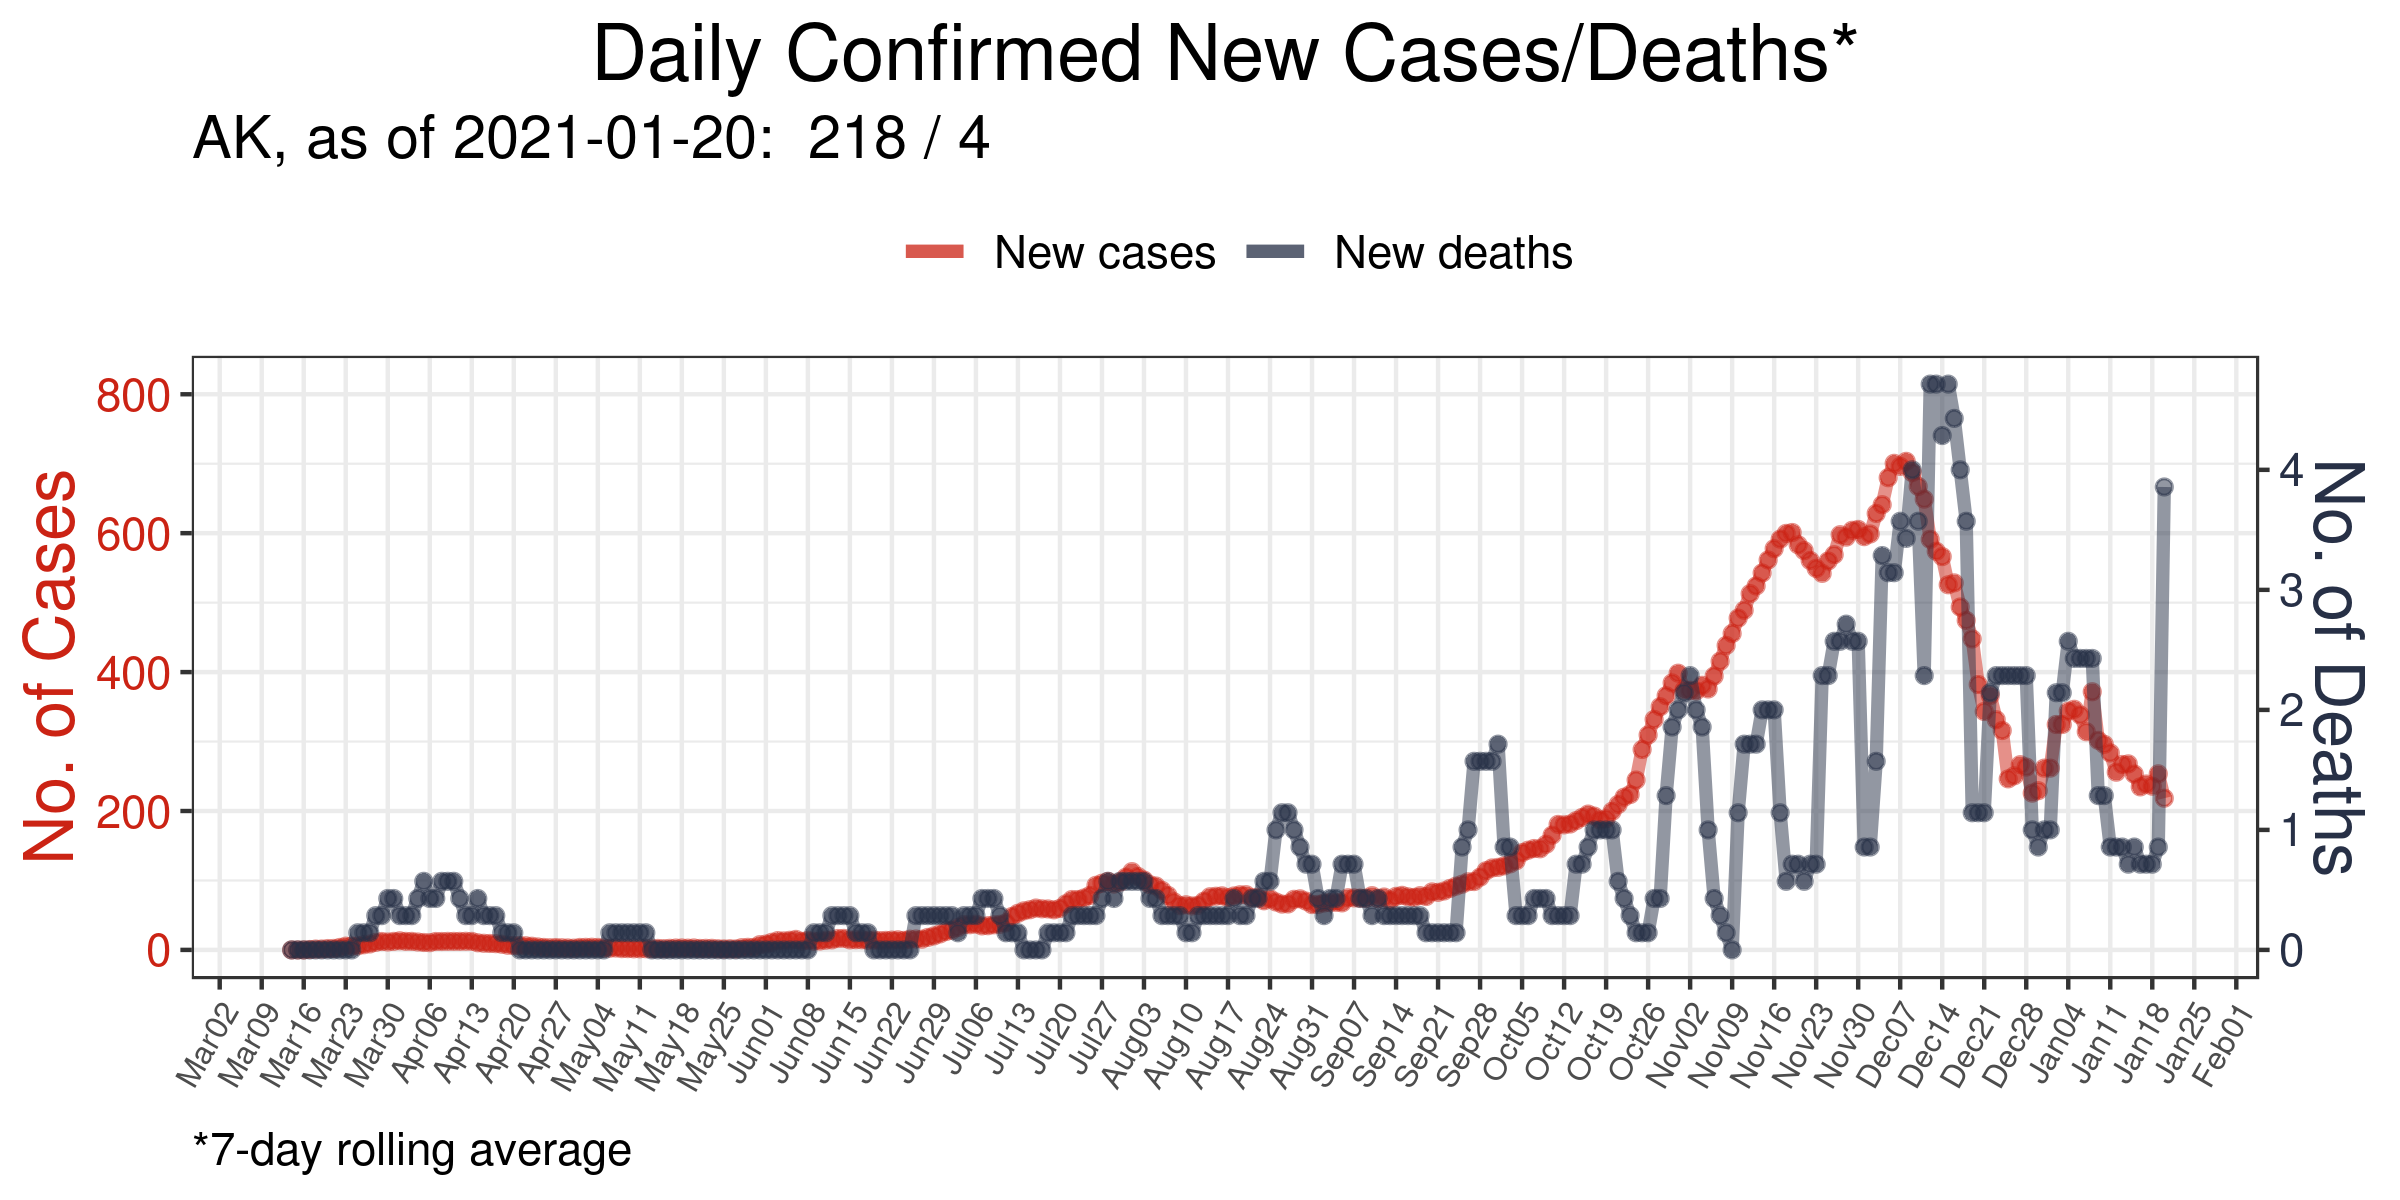 Daily Confirmed New Cases/Deaths*
AK, as of 2021-01-20:  218 / 4
New cases New deaths
No. of Cases
800
600
400
200
0
4
3
2
1
0
No. of Deaths
Mar02 Mar09 Mar16 Mar23 Mar30 Apr06 Apr13 Apr20 Apr27 May04 May11 May18 May25 Jun01 Jun08 Jun15 Jun22 Jun29 Jul06 Jul13 Jul20 Jul27 Aug03 Aug10 Aug17 Aug24 Aug31 Sep07 Sep14 Sep21 Sep28 Oct05 Oct12 Oct19 Oct26 Nov02 Nov09 Nov16 Nov23 Nov30 Dec07 Dec14 Dec21 Dec28 Jan04 Jan11 Jan18 Jan25 Feb01
*7-day rolling average